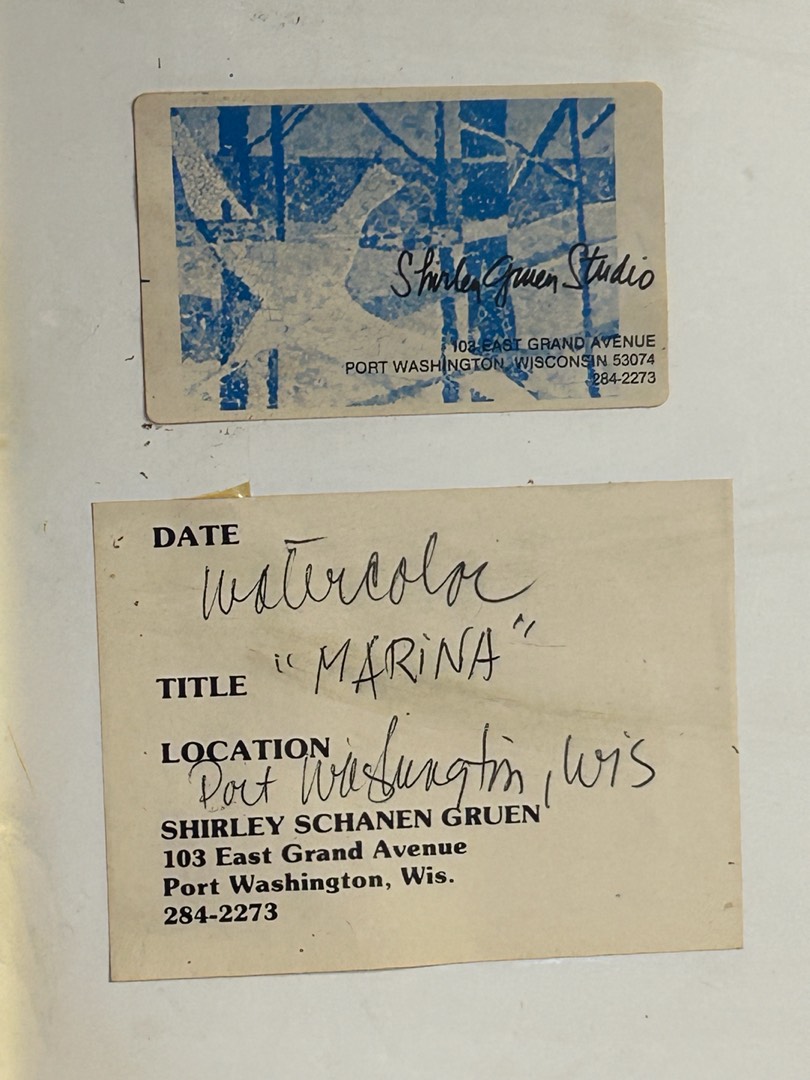 Shirley Gruen Studio
103 EAST GRAND AVENUE
PORT WASHINGTON, WISCONSIN 53074
284-2273
DATE
watercolor
TITLE "MARiNA"
LOCATION
Port Washington, Wis
SHIRLEY SCHANEN GRUEN
103 East Grand Avenue
Port Washington, Wis.
284-2273